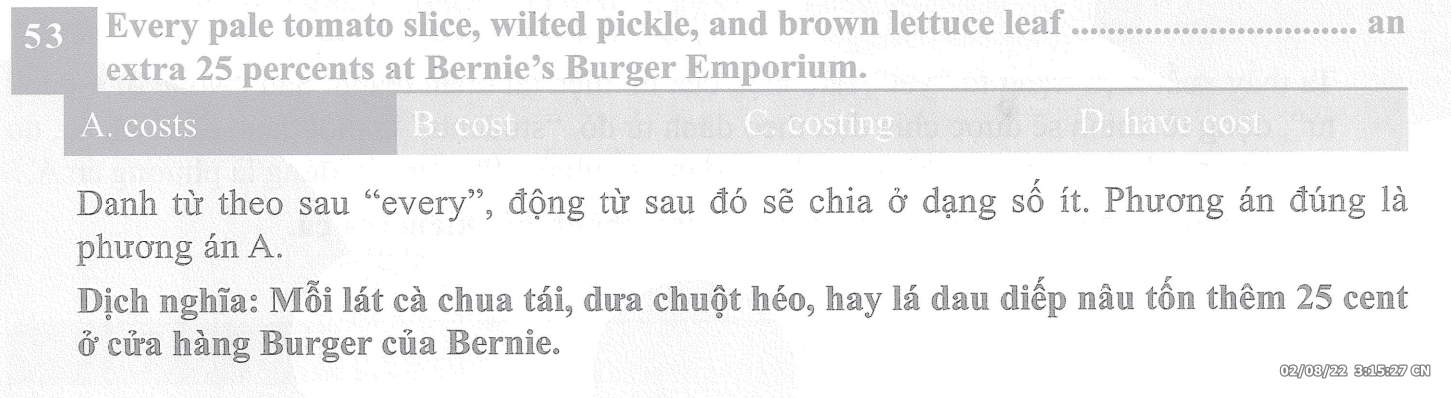 53
Every pale tomato slice, wilted pickle, and brown lettuce leaf ............................... an
extra 25 percents at Bernie's Burger Emporium.
A. costs B. cost C. costing D. have cost
Danh từ theo sau “every”, động từ sau đó sẽ chia ở dạng số ít. Phương án đúng là
phương án A.
Dịch nghĩa: Mỗi lát cà chua tái, dưa chuột héo, hay lá dau diếp nâu tốn thêm 25 cent
ở cửa hàng Burger của Bernie.
02/08/22 3:15:27 CN